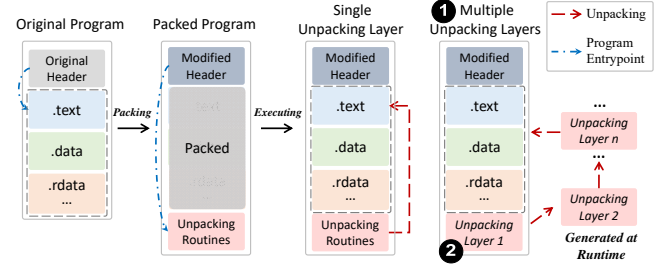 Original Program
Original
Header
.text
.data
.rdata
...
Packing
Packed Program
Modified
Header
Packed
Unpacking
Routines
Executing
Single
Unpacking Layer
Modified
Header
.text
.data
.rdata
...
Unpacking
Routines
1 Multiple
Unpacking Layers
Modified
Header
.text
.data
.rdata
...
Unpacking
Layer 1
2
Unpacking
Program
Entrypoint
...
Unpacking
Layer n
...
Unpacking
Layer 2
Generated at
Runtime